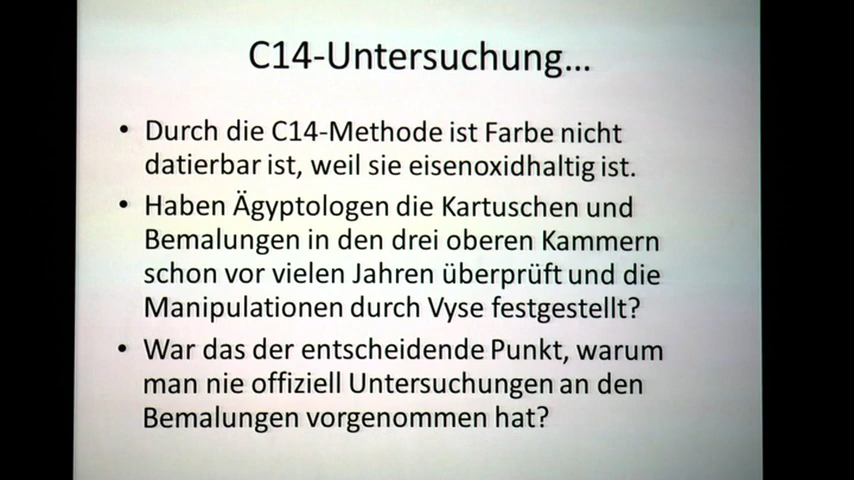 C14-Untersuchung...
• Durch die C14-Methode ist Farbe nicht
datierbar ist, weil sie eisenoxidhaltig ist.
• Haben Ägyptologen die Kartuschen und
Bemalungen in den drei oberen Kammern
schon vor vielen Jahren überprüft und die
Manipulationen durch Vyse festgestellt?
• War das der entscheidende Punkt, warum
man nie offiziell Untersuchungen an den
Bemalungen vorgenommen hat?